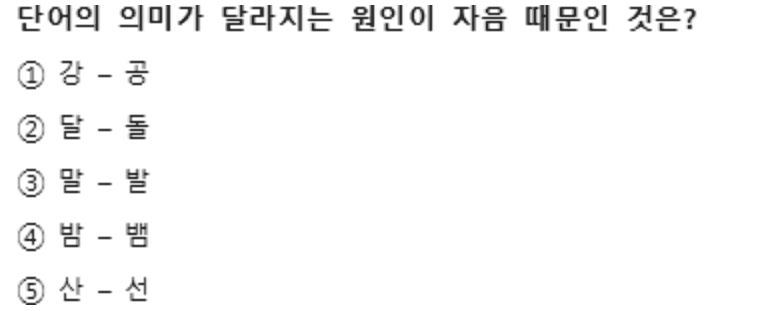 단어의 의미가 달라지는 원인이 자음 때문인 것은?
① 강 – 공
② 달 – 돌
③ 말 – 발
④ 밤 – 뱀
⑤ 산 – 선